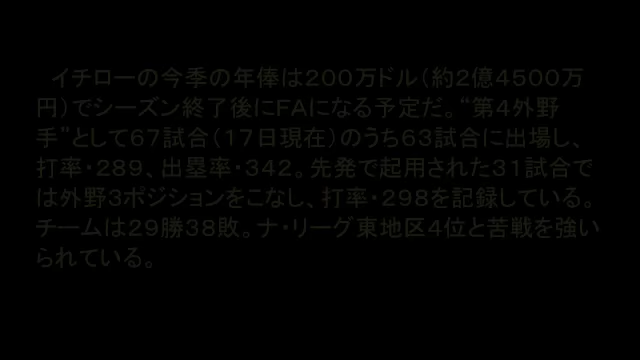 イチローの今季の年俸は200万ドル(約2億4500万
円)でシーズン終了後にFAになる予定だ。“第4外野
手”として67試合(17日現在)のうち63試合に出場し、
打率・289、出塁率・342。先発で起用された31試合で
は外野3ポジションをこなし、打率・298を記録している。
チームは29勝38敗。ナ・リーグ東地区4位と苦戦を強い
られている。